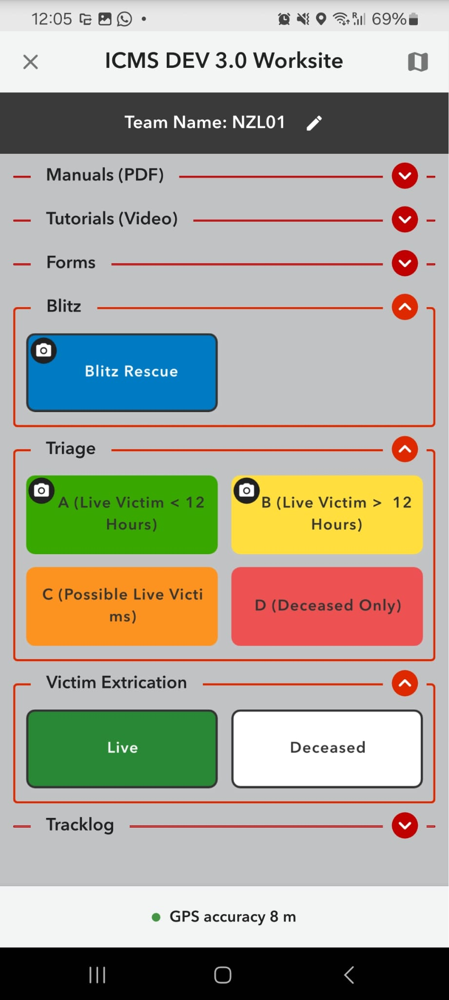 12:05
69%
ICMS DEV 3.0 Worksite
Team Name: NZL01
Manuals (PDF)
Tutorials (Video)
Forms
Blitz
Blitz Rescue
Triage
A (Live Victim < 12
Hours)
B (Live Victim >  12
Hours)
C (Possible Live Victi
ms)
D (Deceased Only)
Victim Extrication
Live
Deceased
Tracklog
GPS accuracy 8 m